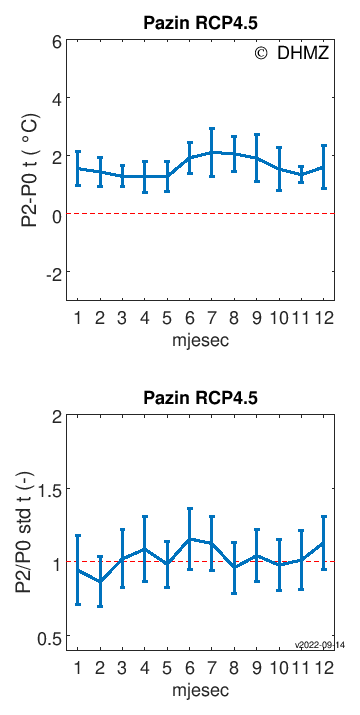 Pazin RCP4.5
© DHMZ
P2-P0 t ( °C)
6
4
2
0
-2
1 2 3 4 5 6 7 8 9 10 11 12
mjesec
Pazin RCP4.5
P2/P0 std t (-)
2
1.5
1
0.5
v2022-09-14
1 2 3 4 5 6 7 8 9 10 11 12
mjesec